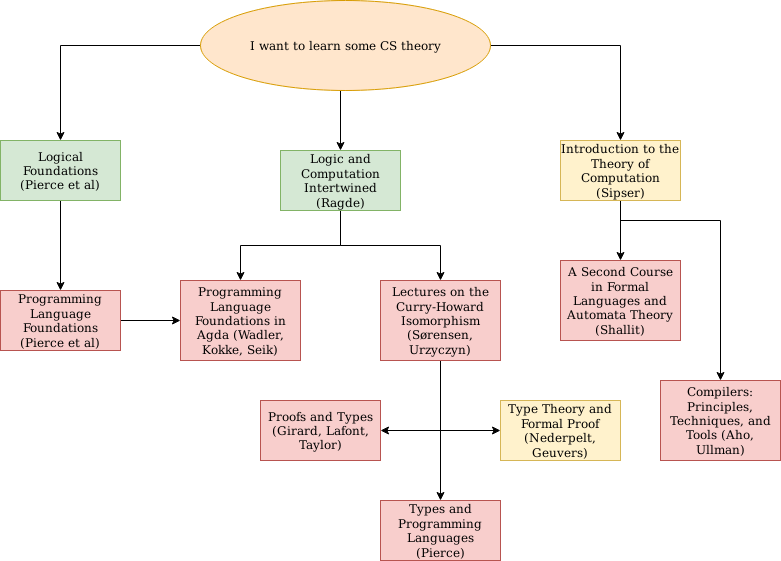 I want to learn some CS theory
Logical
Foundations
(Pierce et al)
Logic and
Computation
Intertwined
(Ragde)
Introduction to the
Theory of
Computation
(Sipser)
Programming
Language
Foundations
(Pierce et al)
Programming
Language
Foundations in
Agda (Wadler,
Kokke, Seik)
Lectures on the
Curry-Howard
Isomorphism
(Sørensen,
Urzyczyn)
A Second Course
in Formal
Languages and
Automata Theory
(Shallit)
Compilers:
Principles,
Techniques, and
Tools (Aho,
Ullman)
Proofs and Types
(Girard, Lafont,
Taylor)
Type Theory and
Formal Proof
(Nederpelt,
Geuvers)
Types and
Programming
Languages
(Pierce)